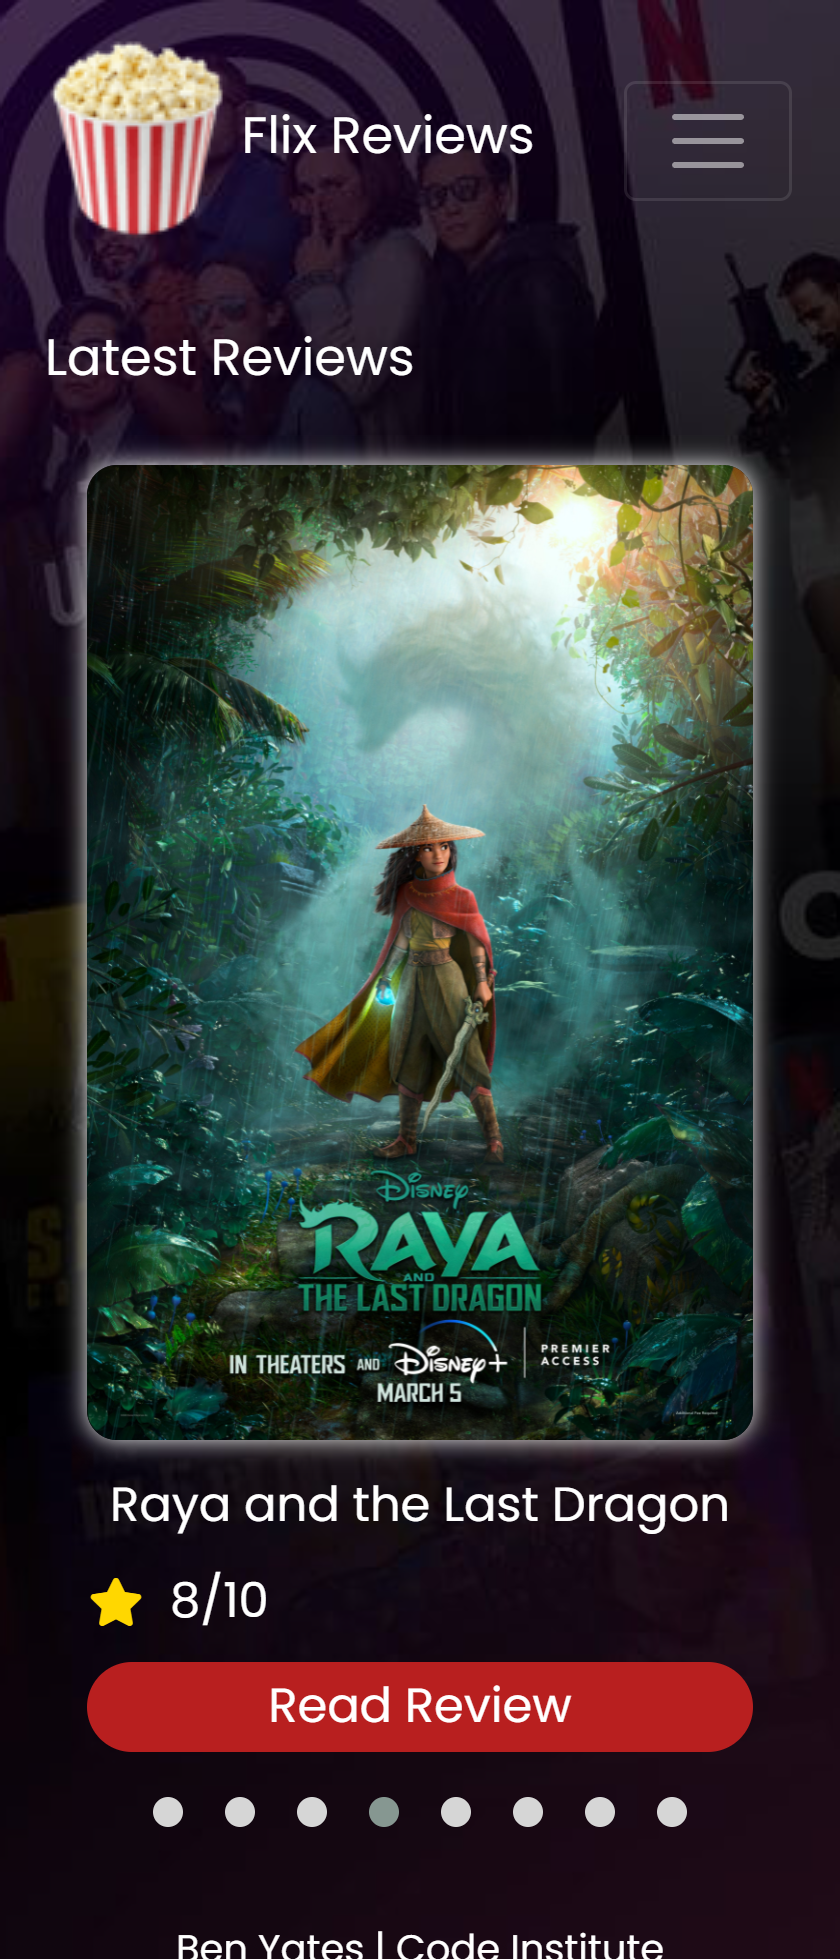 Flix Reviews
Latest Reviews
DISNEY
RAYA
AND
THE LAST DRAGON
IN THEATERS AND Disney+ PREMIER ACCESS
MARCH 5
Raya and the Last Dragon
8/10
Read Review
Ben Yates | Code Institute